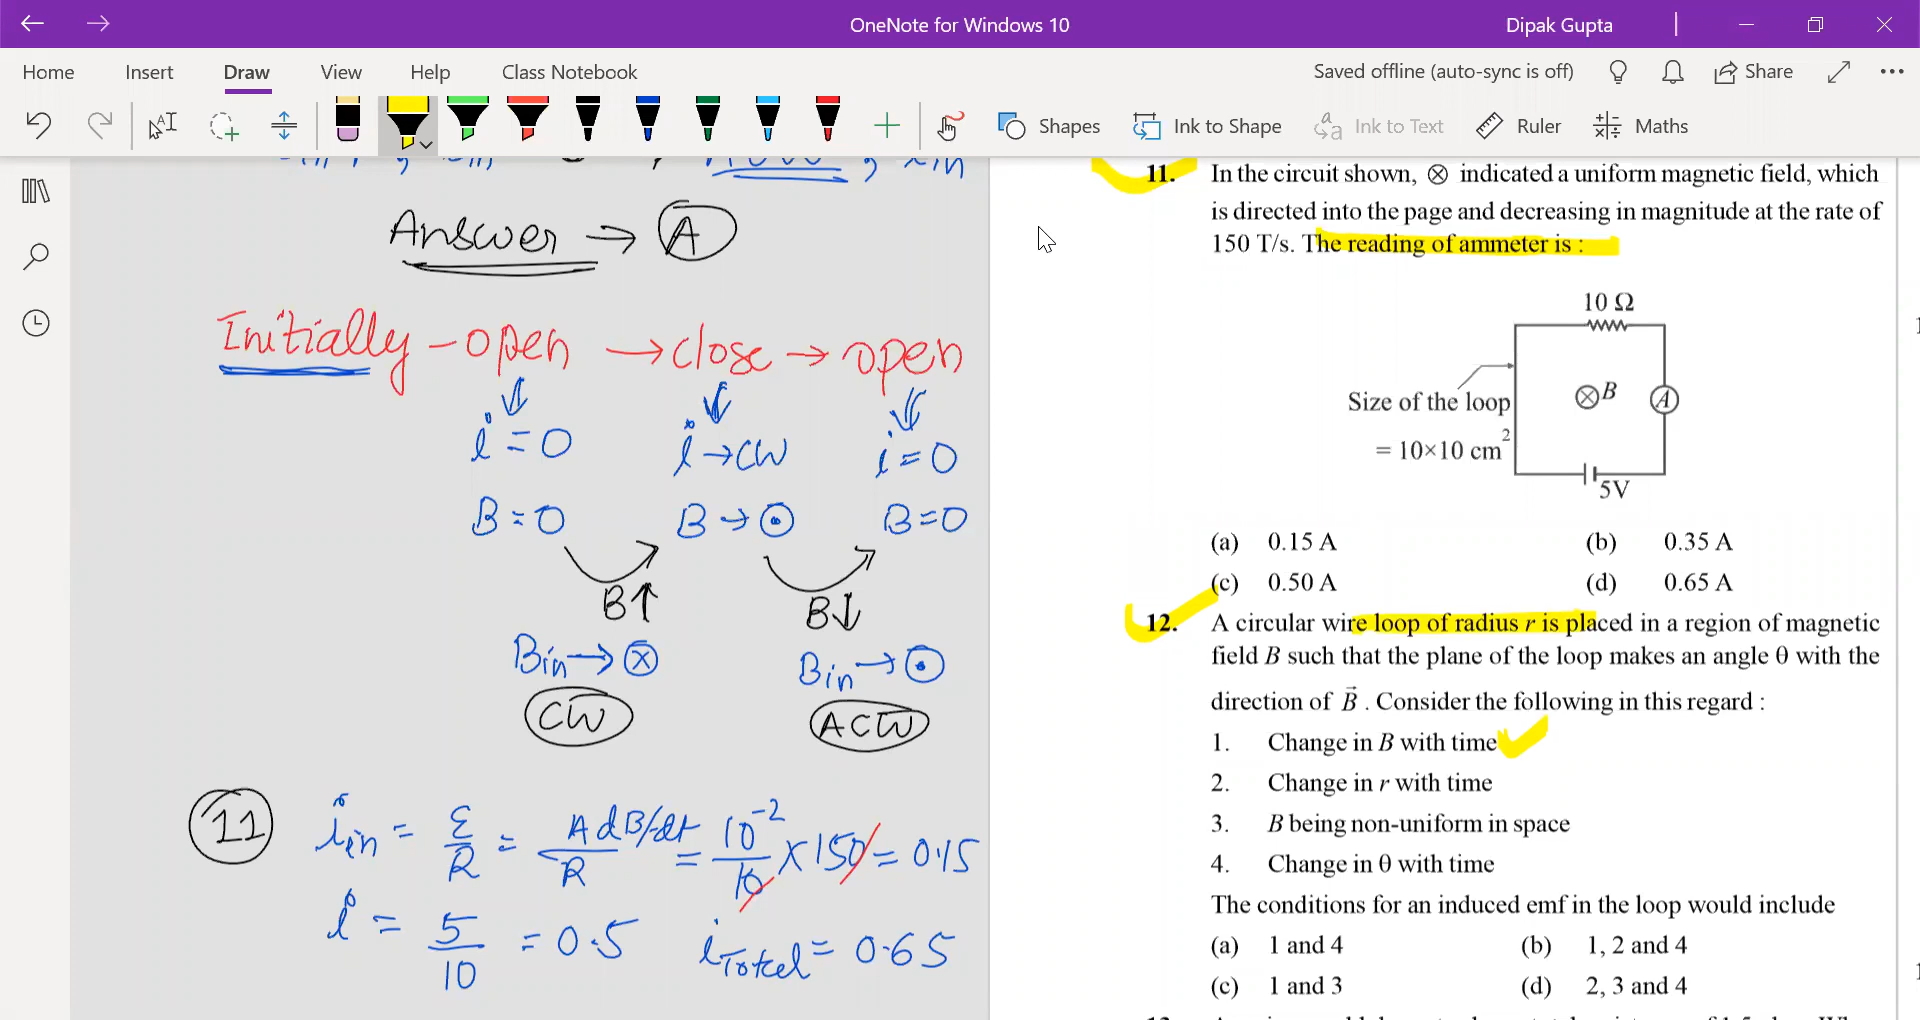 OneNote for Windows 10
Dipak Gupta
Home Insert Draw View Help Class Notebook
Saved offline (auto-sync is off) Share
Shapes Ink to Shape Ink to Text Ruler Maths
Answer → A
Initially - open → close → open
i = 0 i → CW i = 0
B = 0 B → ⊙ B = 0
B↑ B↓
Bin → ⊗ Bin → ⊙
CW ACW
11 iin = ε/R = A dB/dt / R = 10⁻²/10 × 150 = 0.15
i = 5/10 = 0.5 iTotal = 0.65
11. In the circuit shown, ⊗ indicated a uniform magnetic field, which
is directed into the page and decreasing in magnitude at the rate of
150 T/s. The reading of ammeter is :
10 Ω
B A
Size of the loop
= 10×10 cm²
5V
(a) 0.15 A (b) 0.35 A
(c) 0.50 A (d) 0.65 A
12. A circular wire loop of radius r is placed in a region of magnetic
field B such that the plane of the loop makes an angle θ with the
direction of B⃗ . Consider the following in this regard :
1. Change in B with time
2. Change in r with time
3. B being non-uniform in space
4. Change in θ with time
The conditions for an induced emf in the loop would include
(a) 1 and 4 (b) 1, 2 and 4
(c) 1 and 3 (d) 2, 3 and 4